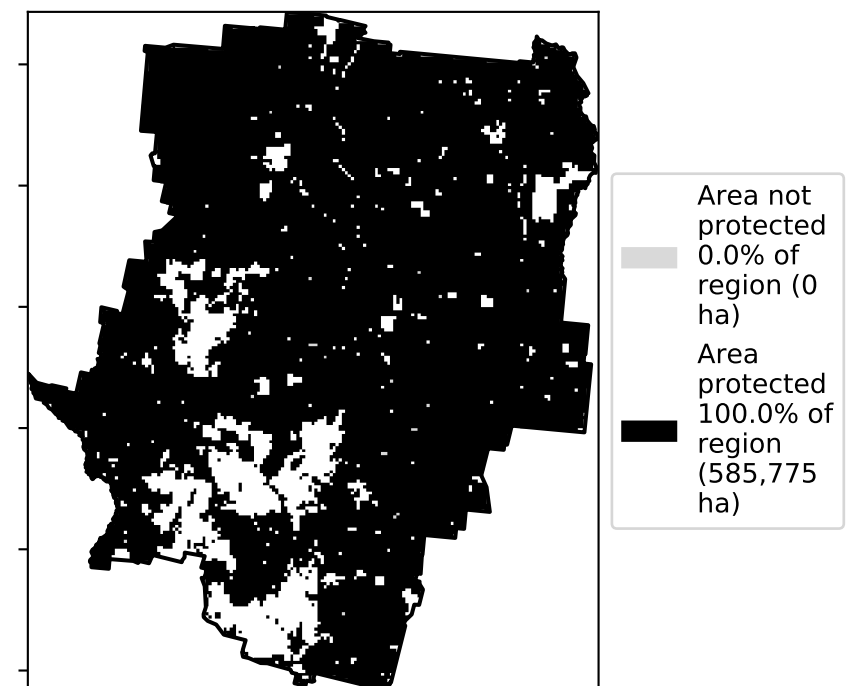 Area not
protected
0.0% of
region (0
ha)
Area
protected
100.0% of
region
(585,775
ha)